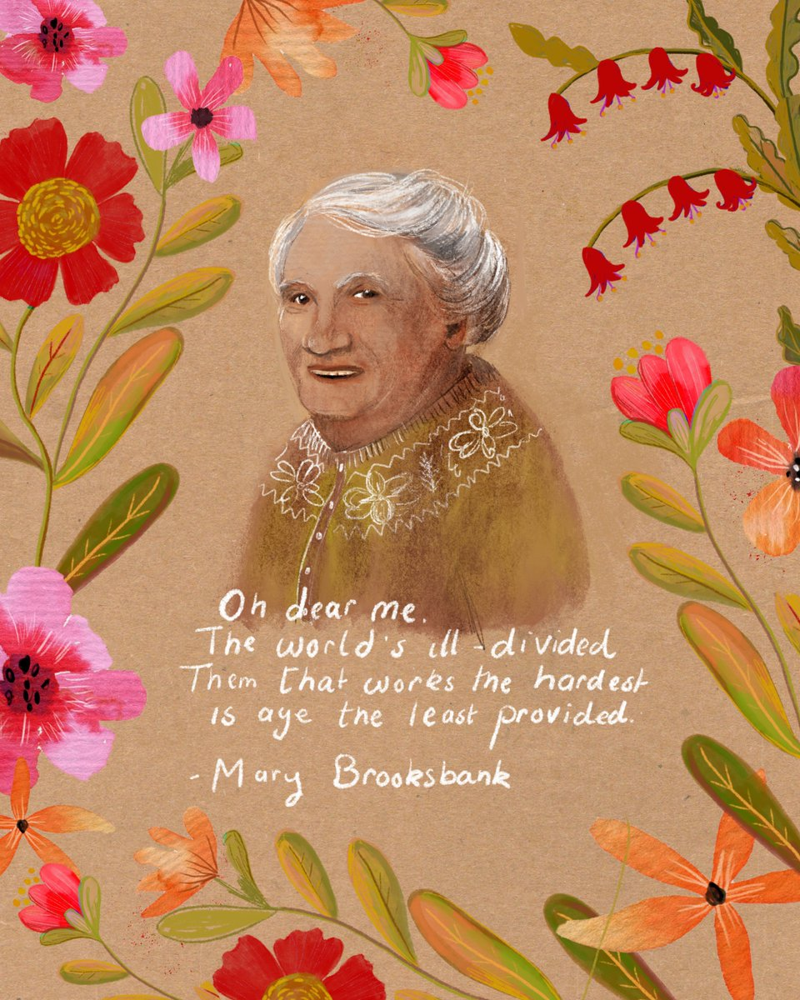 Oh dear me.
The world's ill-divided
Them that works the hardest
is aye the least provided.
- Mary Brooksbank